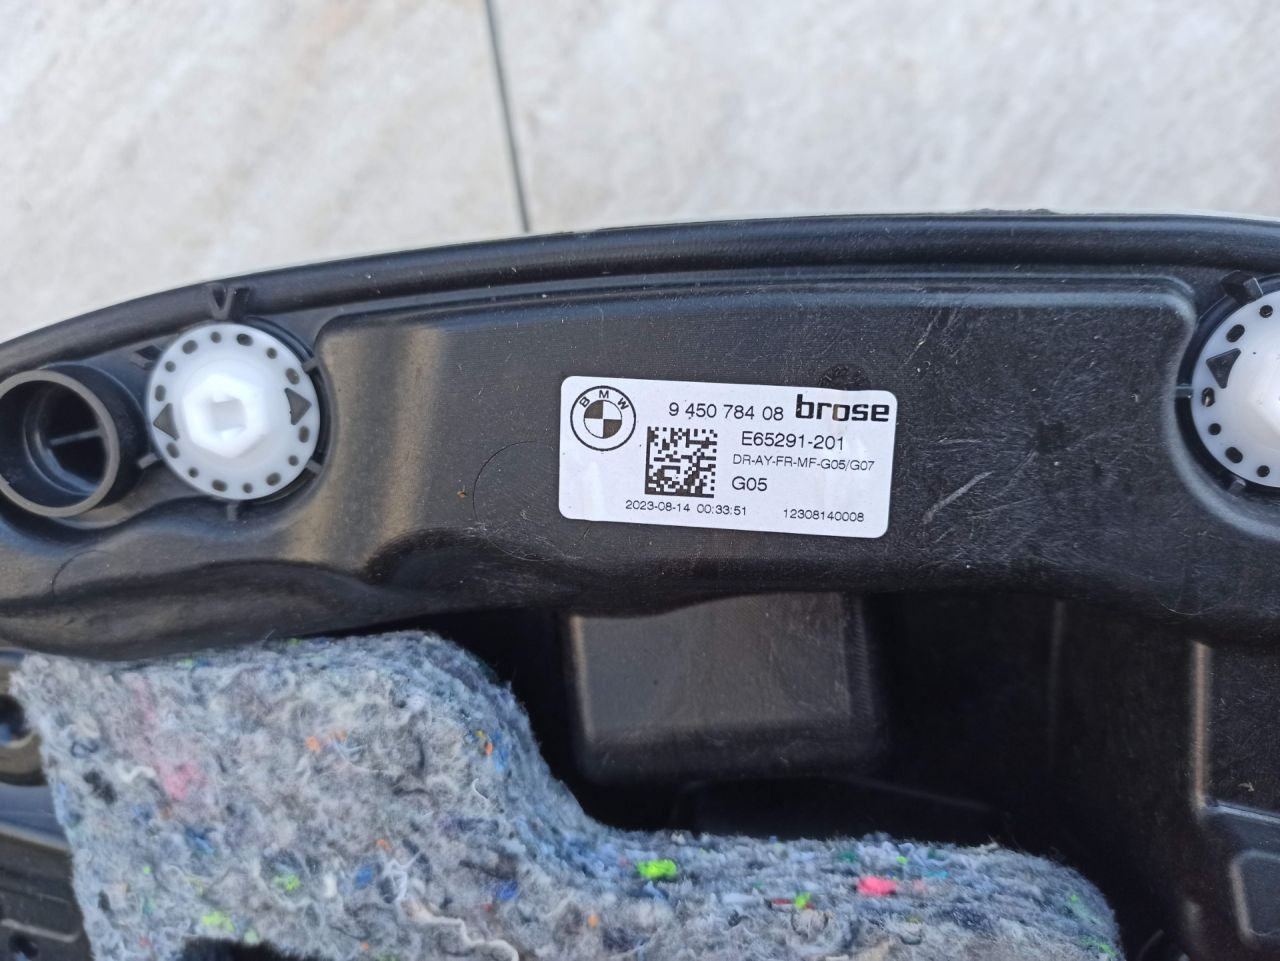 BMW
9 450 784 08 brose
E65291-201
DR-AY-FR-MF-G05/G07
G05
2023-08-14 00:33:51 12308140008